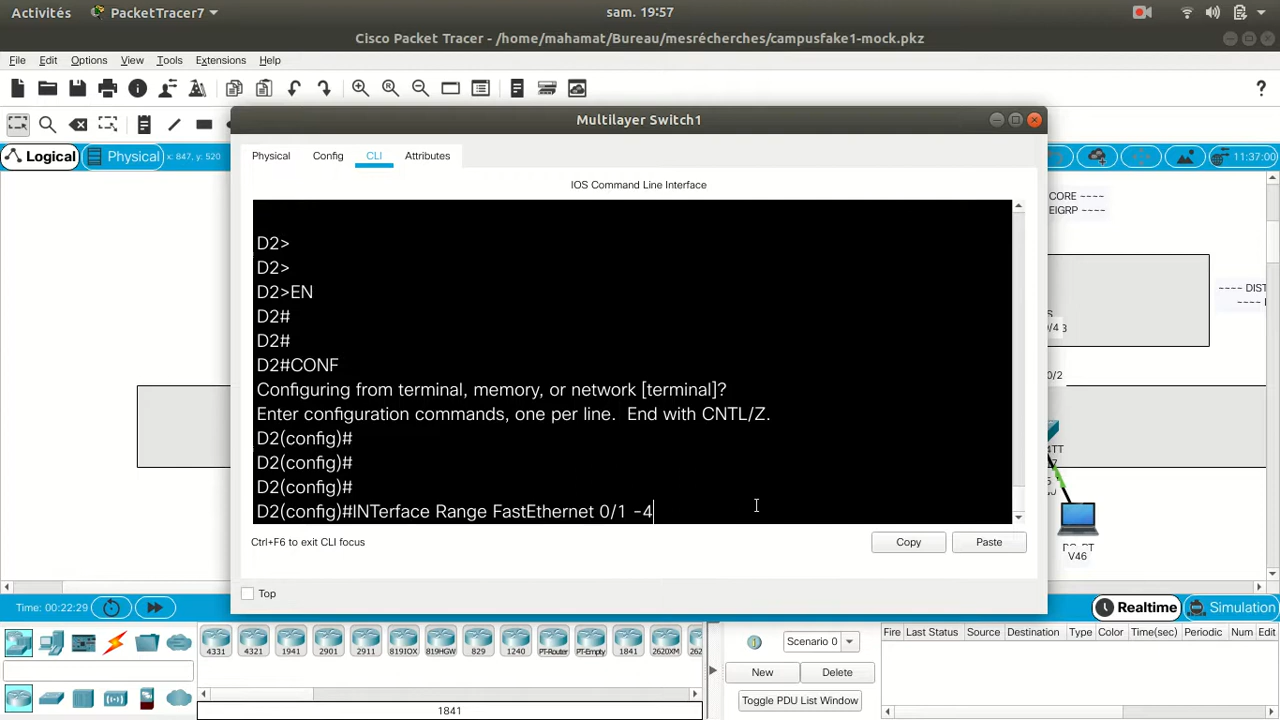 Activités PacketTracer7 sam. 19:57
Cisco Packet Tracer - /home/mahamat/Bureau/mesrécherches/campusfake1-mock.pkz
File Edit Options View Tools Extensions Help
Multilayer Switch1
Logical Physical x: 847, y: 520 11:37:00
Physical Config CLI Attributes
IOS Command Line Interface
CORE ----
EIGRP ----
D2>
D2>
D2>EN
D2#
D2#
D2#CONF
Configuring from terminal, memory, or network [terminal]?
Enter configuration commands, one per line. End with CNTL/Z.
D2(config)#
D2(config)#
D2(config)#
D2(config)#INTerface Range FastEthernet 0/1 -4
---- DIST
----
0/2
V46
Ctrl+F6 to exit CLI focus Copy Paste
Top
Time: 00:22:29 Realtime Simulation
4331 4321 1941 2901 2911 819IOX 819HGW 829 1240 PT-Router PT-Empty 1841 2620XM
1841
Scenario 0
New Delete
Toggle PDU List Window
Fire Last Status Source Destination Type Color Time(sec) Periodic Num Edit